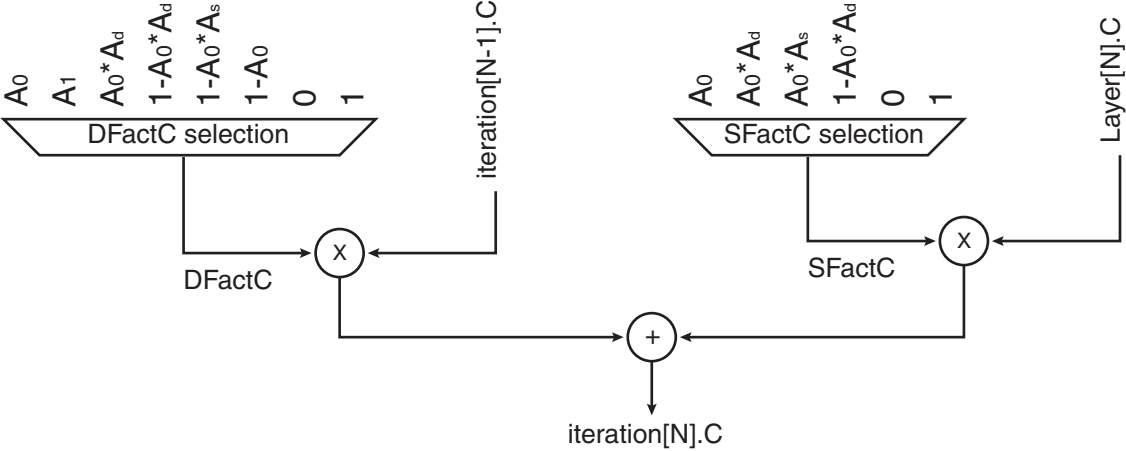 A0
A1
A0*Ad
1-A0*Ad
1-A0*As
1-A0
0
1
iteration[N-1].C
A0
A0*Ad
A0*As
1-A0*Ad
0
1
Layer[N].C
DFactC selection
SFactC selection
X
X
DFactC
SFactC
+
iteration[N].C